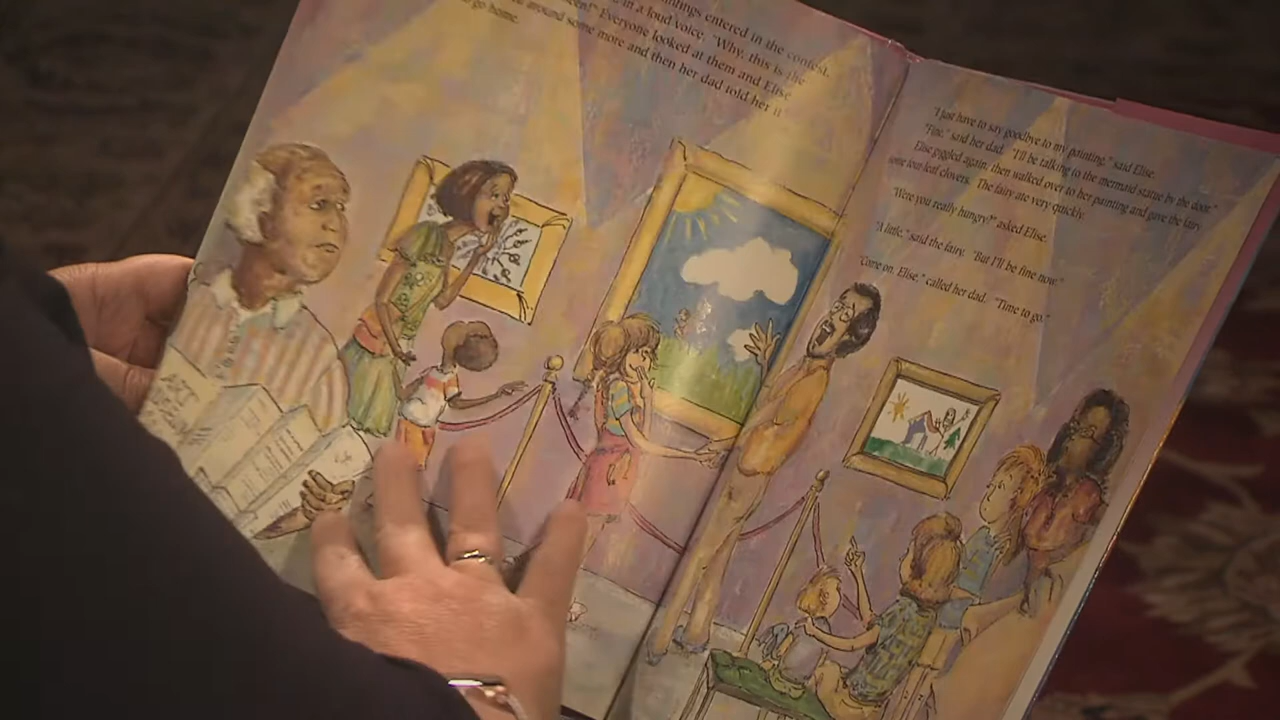 entered in the contest.
in a loud voice, "Why, this is the
Everyone looked at them and Elise
around some more and then her dad told her it
go home.
"I just have to say goodbye to my painting," said Elise.
"Fine," said her dad. "I'll be talking to the mermaid statue by the door."
Elise giggled again, then walked over to her painting and gave the fairy
some four-leaf clovers. The fairy ate very quickly.
"Were you really hungry?" asked Elise.
"A little," said the fairy. "But I'll be fine now."
"Come on, Elise," called her dad. "Time to go."